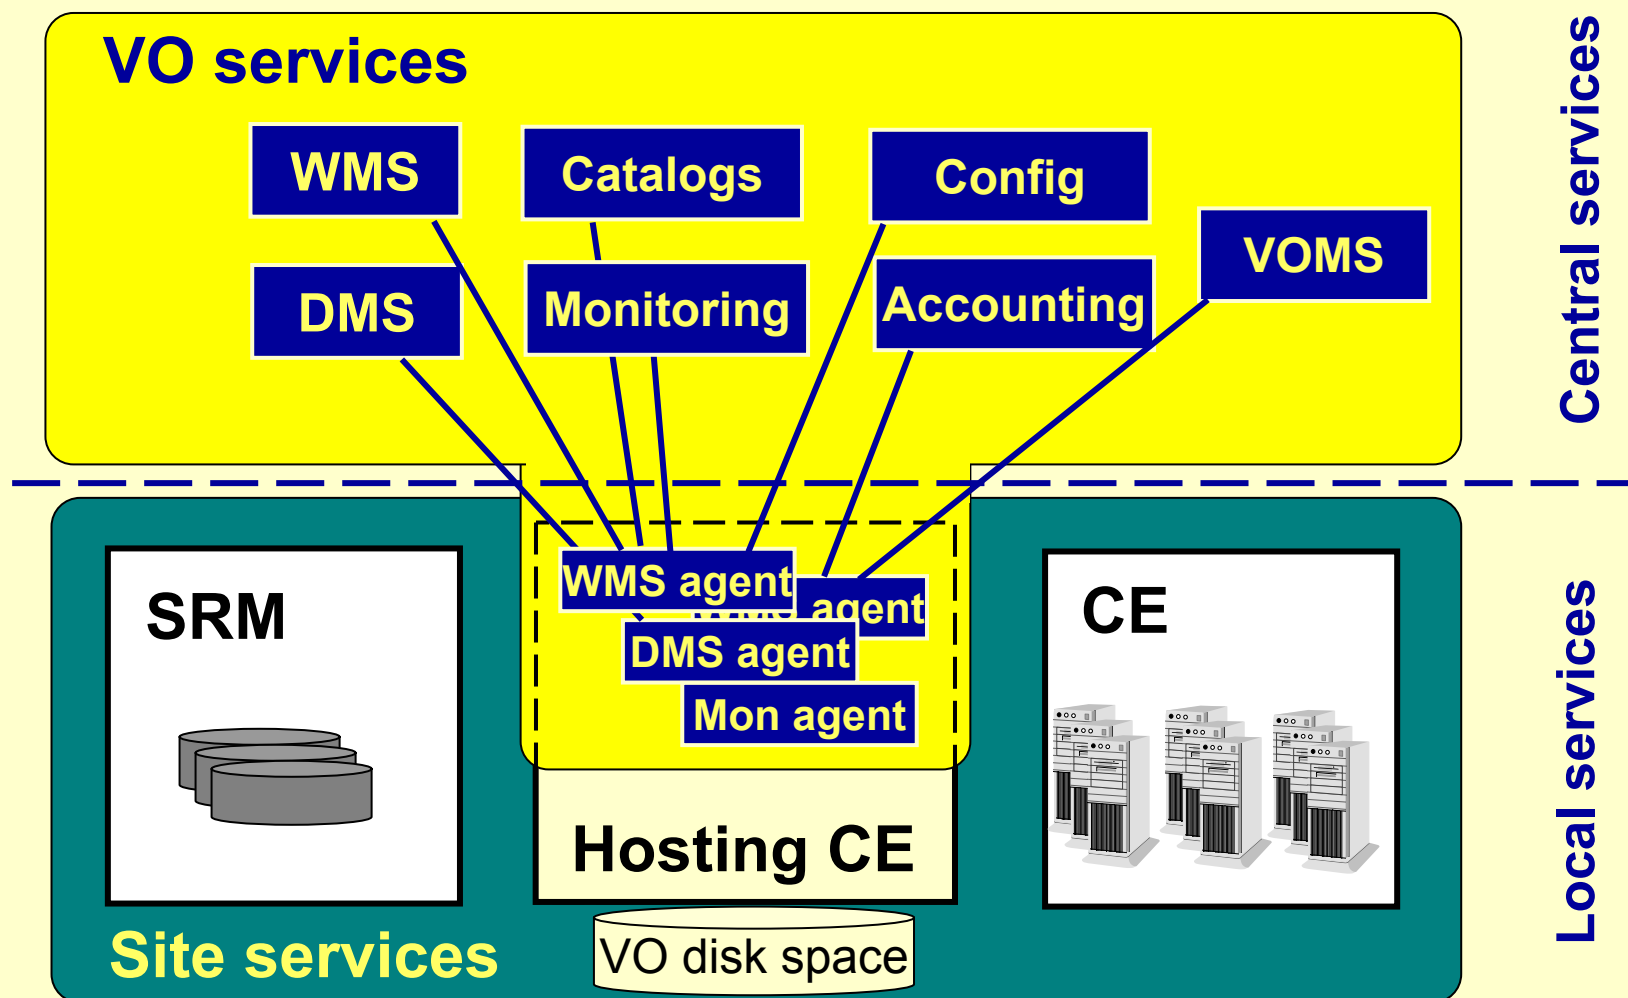 VO services
Central services
WMS
Catalogs
Config
VOMS
DMS
Monitoring
Accounting
WMS agent
WMS agent
DMS agent
Mon agent
SRM
CE
Local services
Hosting CE
Site services
VO disk space